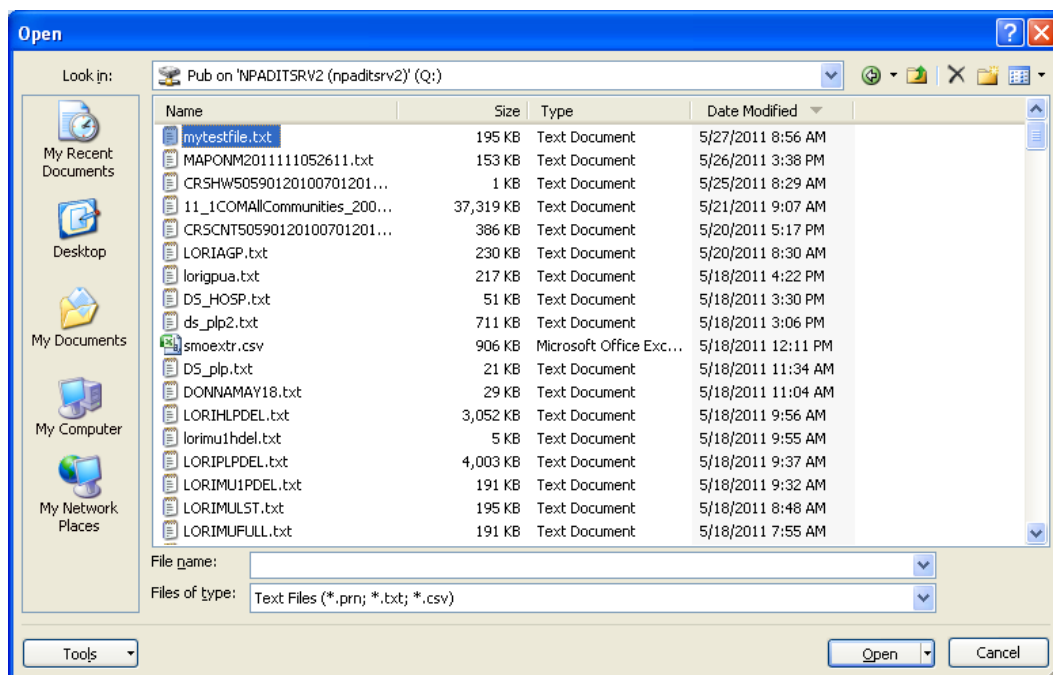 Open
Look in: Pub on 'NPADITSRV2 (npaditsrv2)' (Q:)
Name Size Type Date Modified
mytestfile.txt 195 KB Text Document 5/27/2011 8:56 AM
MAPONM2011111052611.txt 153 KB Text Document 5/26/2011 3:38 PM
CRSHW50590120100701201... 1 KB Text Document 5/25/2011 8:29 AM
11_1COMAllCommunities_200... 37,319 KB Text Document 5/21/2011 9:07 AM
CRSCNT50590120100701201... 386 KB Text Document 5/20/2011 5:17 PM
LORIAGP.txt 230 KB Text Document 5/20/2011 8:30 AM
lorigpua.txt 217 KB Text Document 5/18/2011 4:22 PM
DS_HOSP.txt 51 KB Text Document 5/18/2011 3:30 PM
ds_plp2.txt 711 KB Text Document 5/18/2011 3:06 PM
smoextr.csv 906 KB Microsoft Office Exc... 5/18/2011 12:11 PM
DS_plp.txt 21 KB Text Document 5/18/2011 11:34 AM
DONNAMAY18.txt 29 KB Text Document 5/18/2011 11:04 AM
LORIHLPDEL.txt 3,052 KB Text Document 5/18/2011 9:56 AM
lorimu1hdel.txt 5 KB Text Document 5/18/2011 9:55 AM
LORIPLPDEL.txt 4,003 KB Text Document 5/18/2011 9:37 AM
LORIMU1PDEL.txt 191 KB Text Document 5/18/2011 9:32 AM
LORIMULST.txt 195 KB Text Document 5/18/2011 8:48 AM
LORIMUFULL.txt 191 KB Text Document 5/18/2011 7:55 AM
My Recent
Documents
Desktop
My Documents
My Computer
My Network
Places
File name:
Files of type: Text Files (*.prn; *.txt; *.csv)
Tools Open Cancel